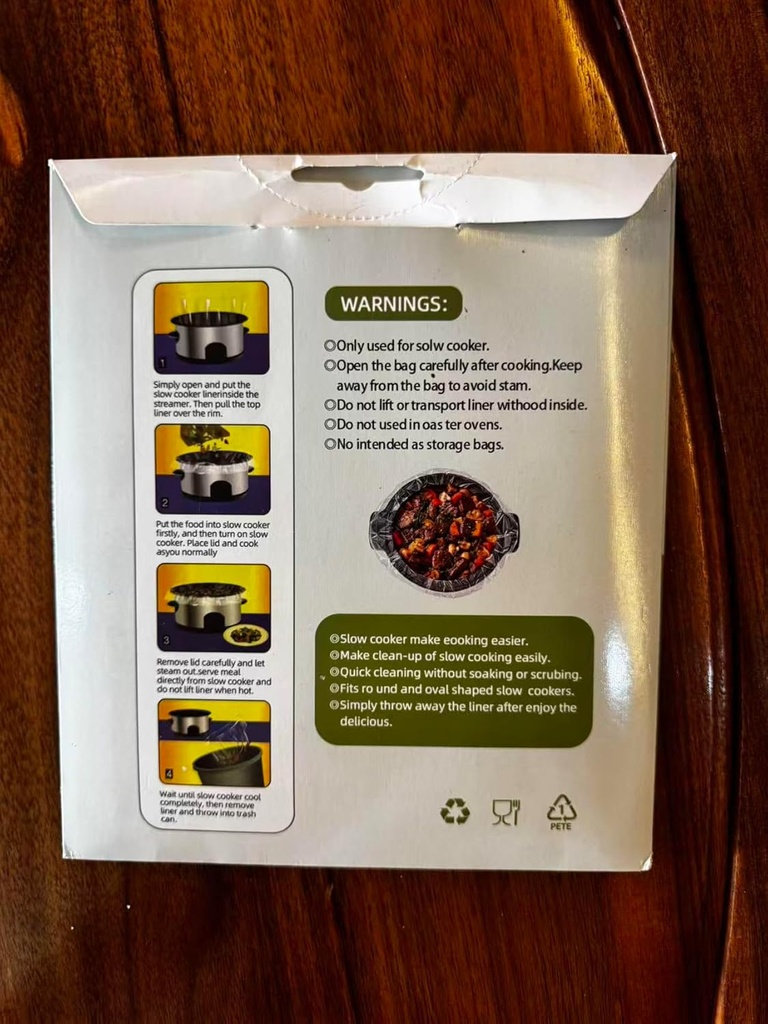 1
Simply open and put the
slow cooker linerinside the
streamer. Then pull the top
liner over the rim.
2
Put the food into slow cooker
firstly, and then turn on slow
cooker. Place lid and cook
asyou normally
3
Remove lid carefully and let
steam out.serve meal
directly from slow cooker and
do not lift liner when hot.
4
Wait until slow cooker cool
completely, then remove
liner and throw into trash
can.
WARNINGS:
◎Only used for solw cooker.
◎Open the bag carefully after cooking.Keep
away from the bag to avoid stam.
◎Do not lift or transport liner withood inside.
◎Do not used in oas ter ovens.
◎No intended as storage bags.
◎Slow cooker make eooking easier.
◎Make clean-up of slow cooking easily.
◎Quick cleaning without soaking or scrubing.
◎Fits ro und and oval shaped slow cookers.
◎Simply throw away the liner after enjoy the
delicious.
1
PETE